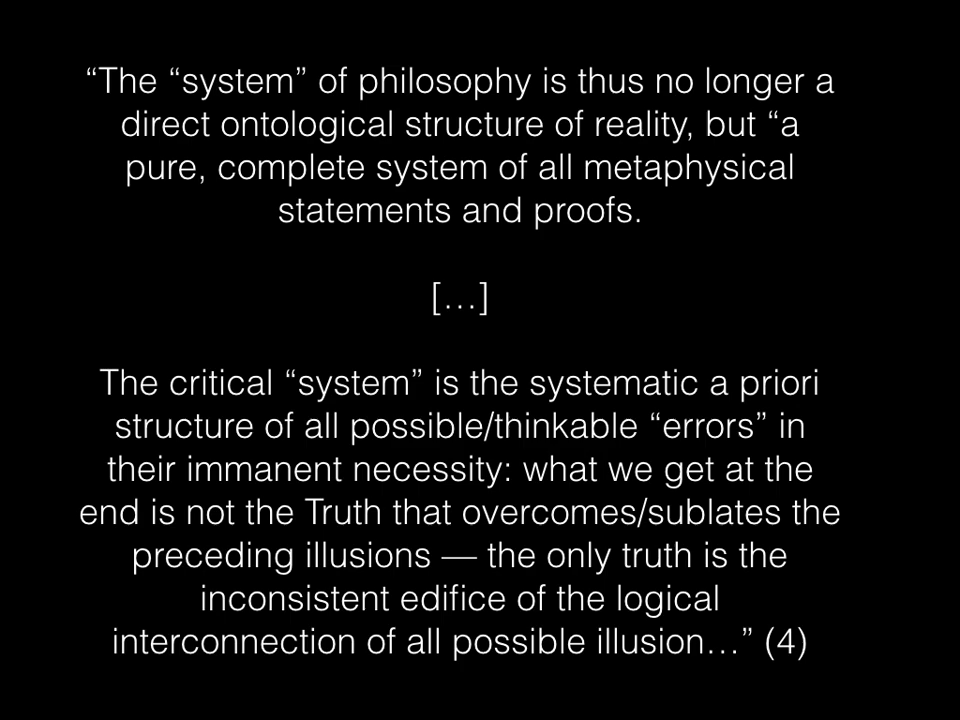 “The “system” of philosophy is thus no longer a
direct ontological structure of reality, but “a
pure, complete system of all metaphysical
statements and proofs.
[…]
The critical “system” is the systematic a priori
structure of all possible/thinkable “errors” in
their immanent necessity: what we get at the
end is not the Truth that overcomes/sublates the
preceding illusions — the only truth is the
inconsistent edifice of the logical
interconnection of all possible illusion…” (4)